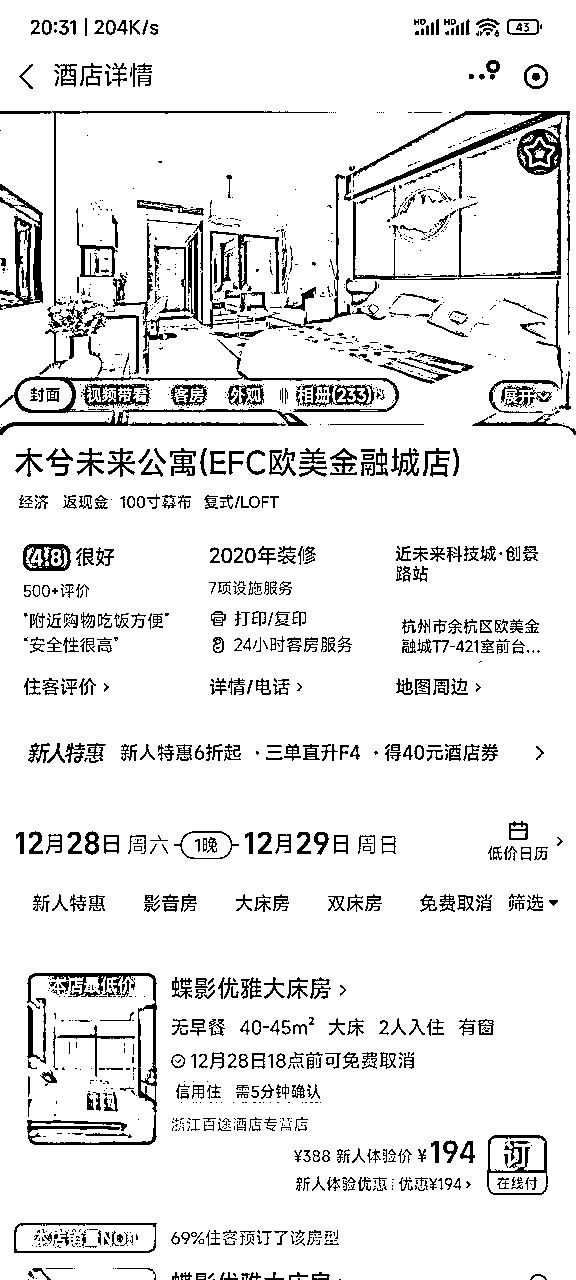 20:31 | 204K/s
HD HD 43
酒店详情
封面 视频带看 客房 外观 相册(233) 展开
木兮未来公寓(EFC欧美金融城店)
经济 返现金 100寸幕布 复式/LOFT
4.8 很好
500+评价
"附近购物吃饭方便"
"安全性很高"
住客评价 >
2020年装修
7项设施服务
打印/复印
24小时客房服务
详情/电话 >
近未来科技城·创景
路站
杭州市余杭区欧美金
融城T7-421室前台...
地图周边 >
新人特惠 新人特惠6折起 ·三单直升F4 ·得40元酒店券 >
12月28日 周六 1晚 12月29日 周日
低价日历 >
新人特惠 影音房 大床房 双床房 免费取消 筛选
本店最低价
蝶影优雅大床房 >
无早餐 40-45m² 大床 2人入住 有窗
12月28日18点前可免费取消
信用住 需5分钟确认
浙江百途酒店专营店
¥388 新人体验价 ¥194
新人体验优惠 | 优惠¥194 >
订
在线付
本店销量NO.1
69%住客预订了该房型